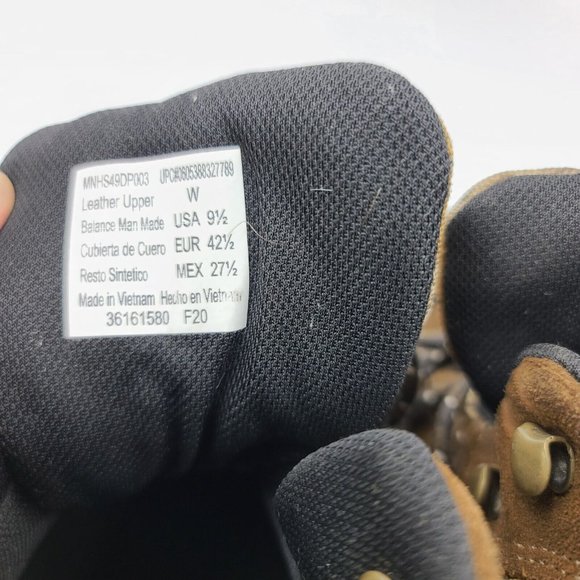 MNHS49DP003 UPC#0805388327789
Leather Upper W
Balance Man Made USA 9½
Cubierta de Cuero EUR 42½
Resto Sintetico MEX 27½
Made in Vietnam Hecho en Vietnam
36161580 F20